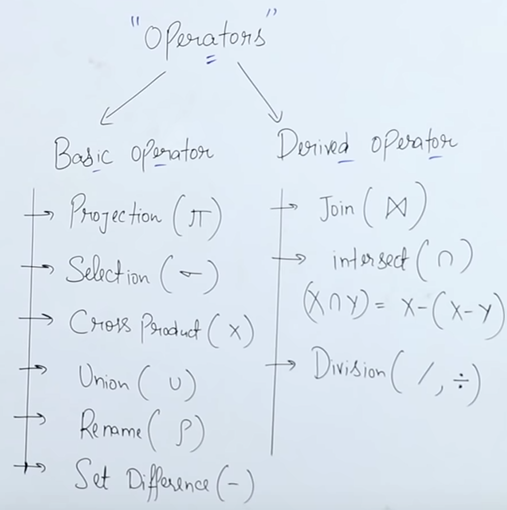 "Operators"
Basic operator
Projection (π)
Selection (σ)
Cross Product (×)
Union (∪)
Rename (ρ)
Set Difference (-)
Derived operator
Join (⋈)
intersect (∩)
(X∩Y) = X-(X-Y)
Division (/, ÷)